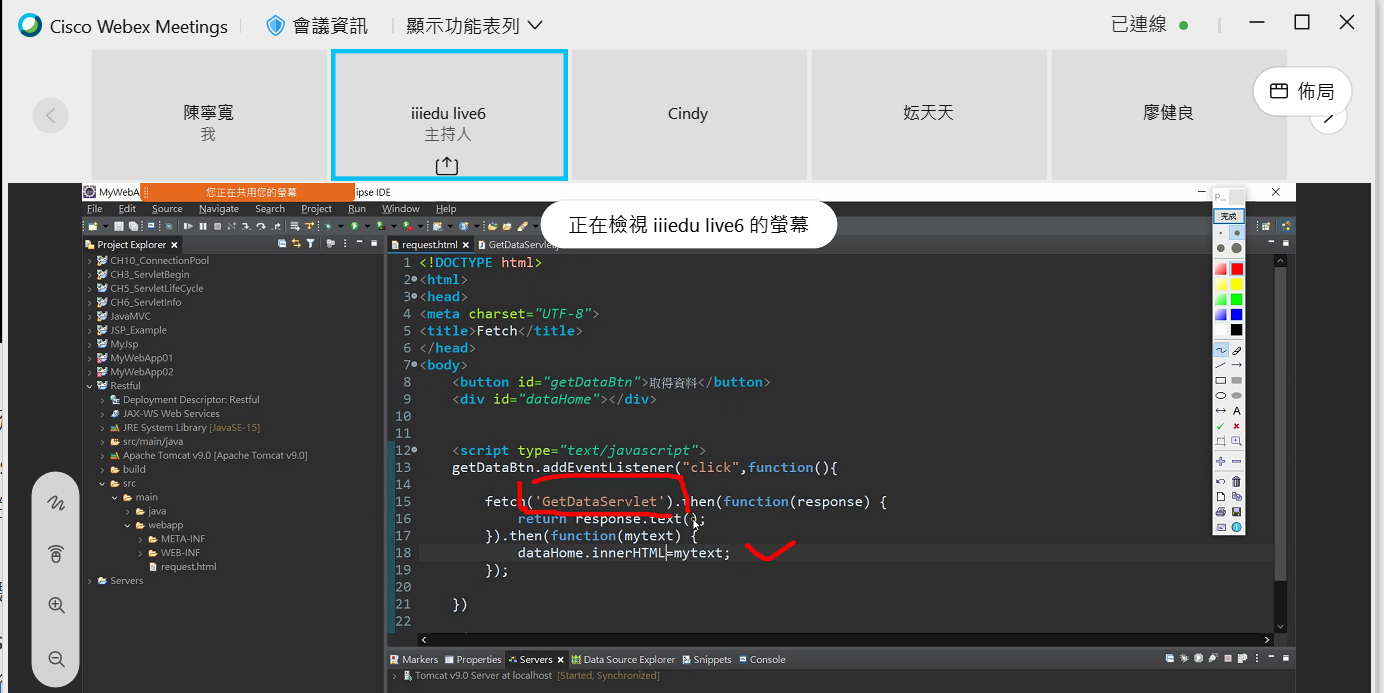 Cisco Webex Meetings
會議資訊
顯示功能表列
已連線
陳寧寬
我
iiiedu live6
主持人
Cindy
妘天天
廖健良
佈局
MyWebA
您正在共用您的螢幕
ipse IDE
File Edit Source Navigate Search Project Run Window Help
正在檢視 iiiedu live6 的螢幕
P...
完成
Project Explorer
request.html
GetDataServlet.j
CH10_ConnectionPool
CH3_ServletBegin
CH5_ServletLifeCycle
CH6_ServletInfo
JavaMVC
JSP_Example
MyJsp
MyWebApp01
MyWebApp02
Restful
Deployment Descriptor: Restful
JAX-WS Web Services
JRE System Library [JavaSE-15]
src/main/java
Apache Tomcat v9.0 [Apache Tomcat v9.0]
build
src
main
java
webapp
META-INF
WEB-INF
request.html
Servers
1 <!DOCTYPE html>
2 <html>
3 <head>
4 <meta charset="UTF-8">
5 <title>Fetch</title>
6 </head>
7 <body>
8 <button id="getDataBtn">取得資料</button>
9 <div id="dataHome"></div>
10
11
12 <script type="text/javascript">
13 getDataBtn.addEventListener("click",function(){
14
15 fetch('GetDataServlet').then(function(response) {
16 return response.text();
17 }).then(function(mytext) {
18 dataHome.innerHTML=mytext;
19 });
20
21 })
22
Markers Properties Servers Data Source Explorer Snippets Console
Tomcat v9.0 Server at localhost [Started, Synchronized]